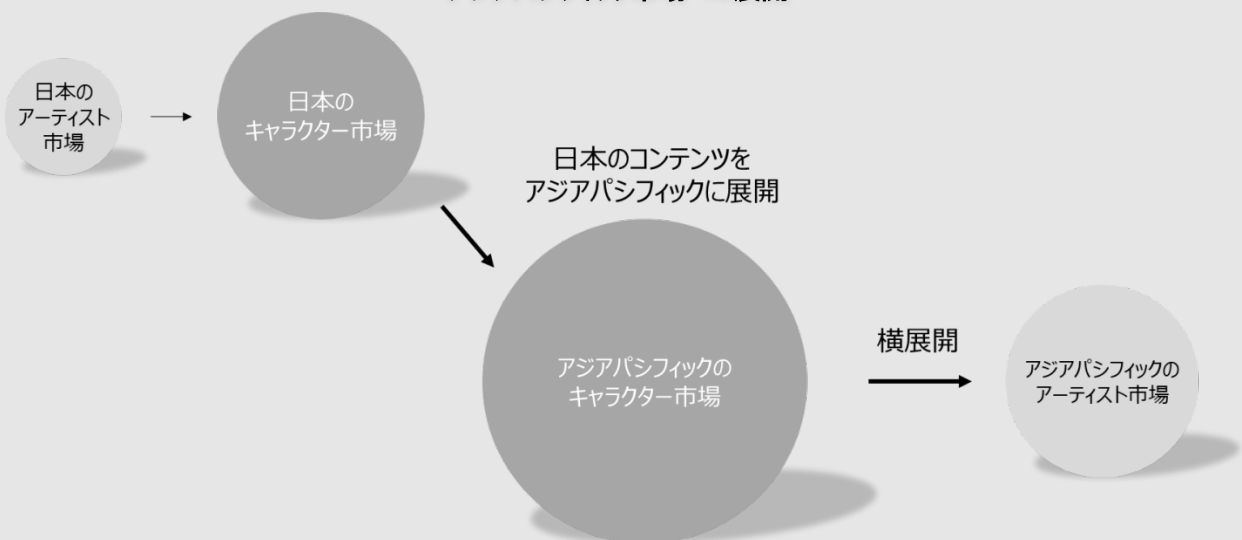 展開
日本の
アーティスト
市場
日本の
キャラクター市場
日本のコンテンツを
アジアパシフィックに展開
アジアパシフィックの
キャラクター市場
横展開
アジアパシフィックの
アーティスト市場